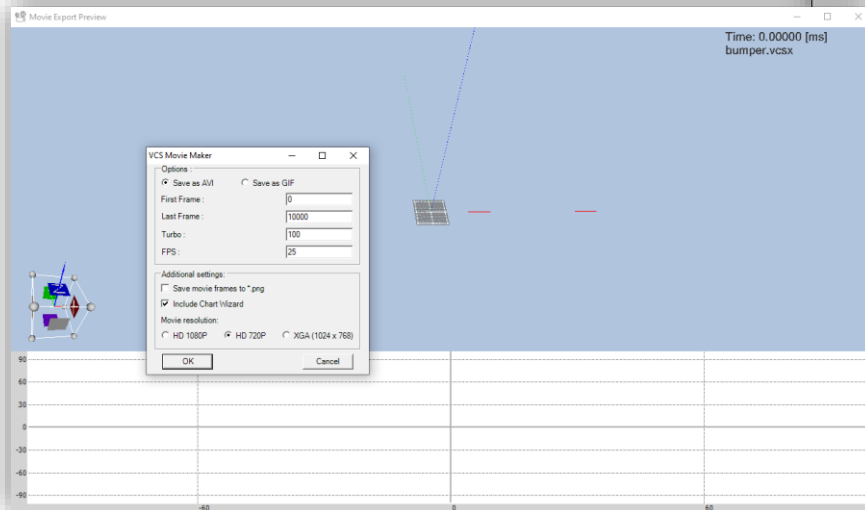 Movie Export Preview
Time: 0.00000 [ms]
bumper.vcsx
VCS Movie Maker
Options :
Save as AVI Save as GIF
First Frame : 0
Last Frame : 10000
Turbo : 100
FPS : 25
Additional settings:
Save movie frames to *.png
Include Chart Wizard
Movie resolution:
HD 1080P HD 720P XGA (1024 x 768)
OK Cancel
90
60
30
0
-30
-60
-90
-60 0 60